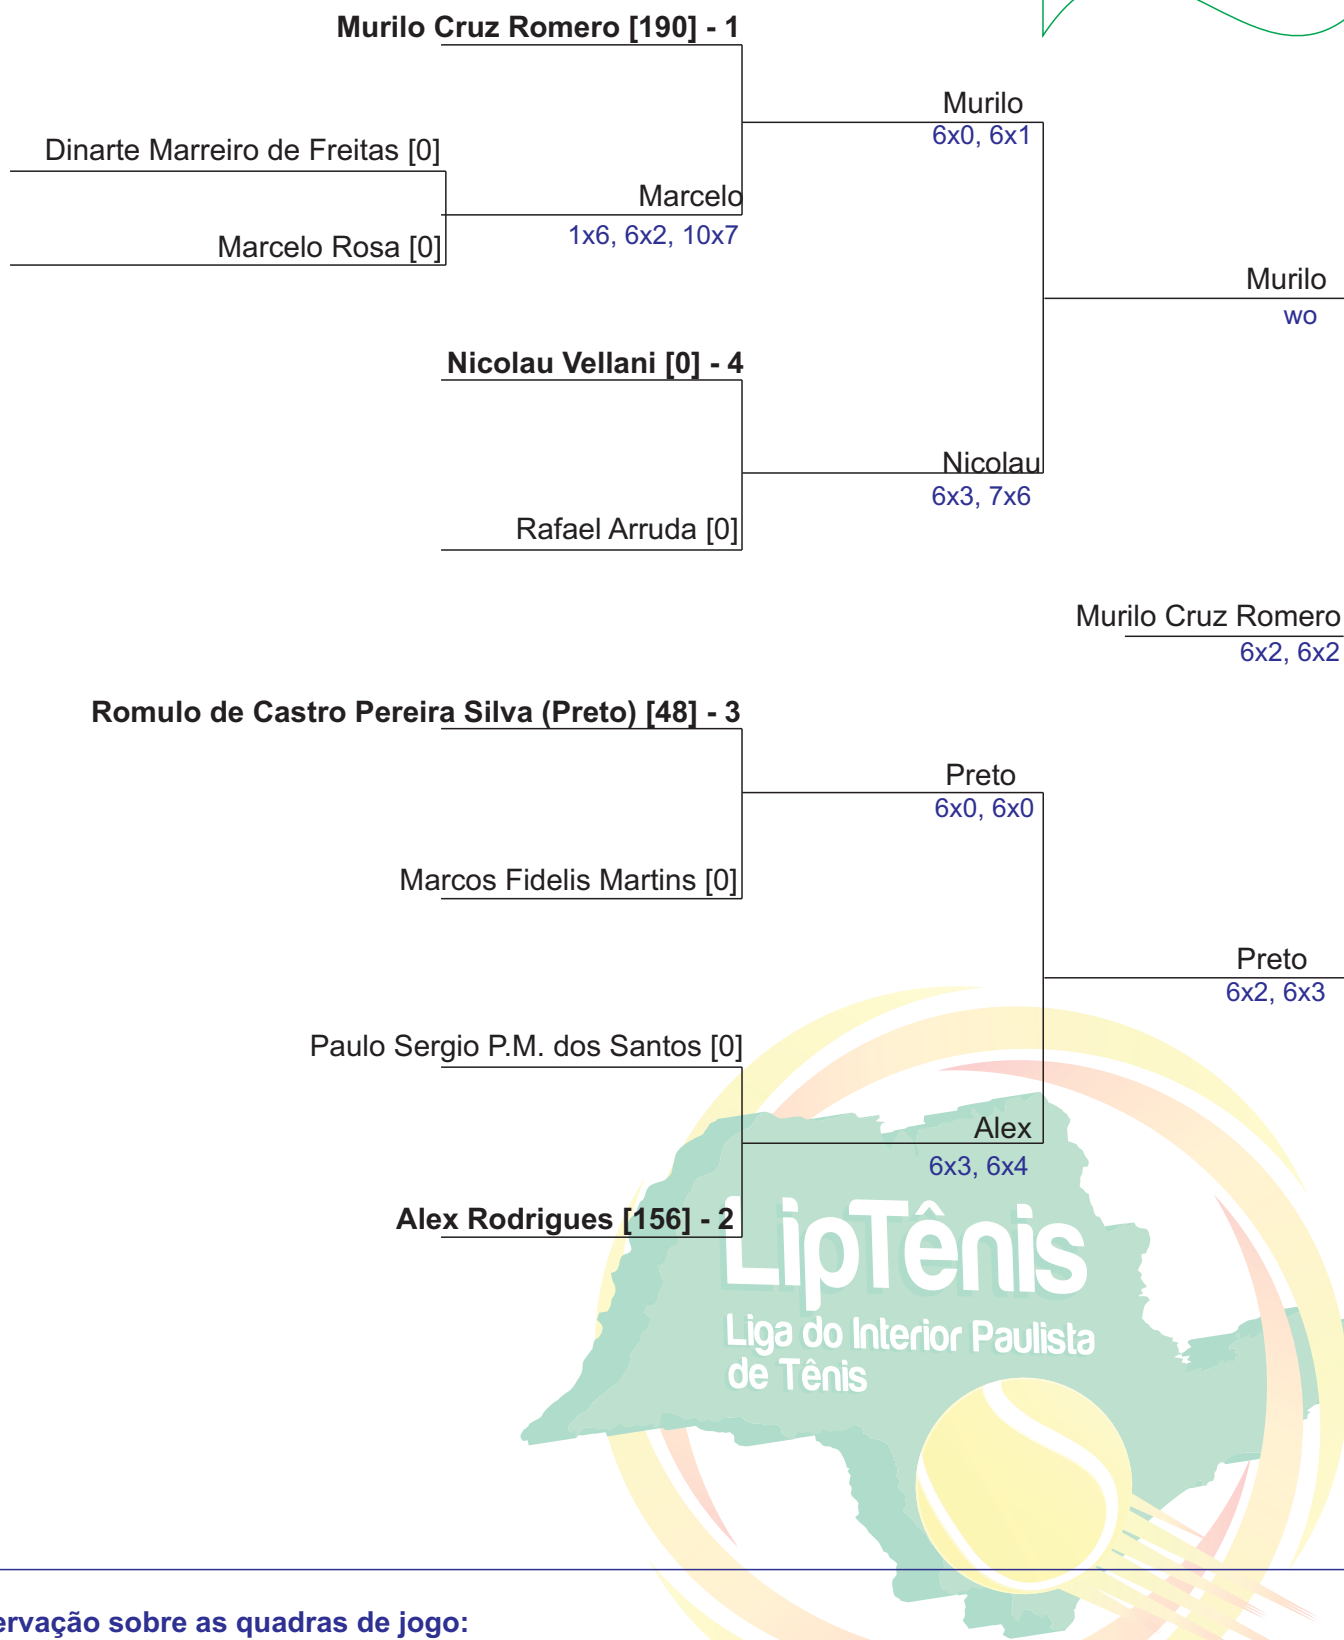 Murilo Cruz Romero [190] - 1
Murilo
6x0, 6x1
Dinarte Marreiro de Freitas [0]
Marcelo
1x6, 6x2, 10x7
Marcelo Rosa [0]
Murilo
wo
Nicolau Vellani [0] - 4
Nicolau
6x3, 7x6
Rafael Arruda [0]
Murilo Cruz Romero
6x2, 6x2
Romulo de Castro Pereira Silva (Preto) [48] - 3
Preto
6x0, 6x0
Marcos Fidelis Martins [0]
Preto
6x2, 6x3
Paulo Sergio P.M. dos Santos [0]
Alex
6x3, 6x4
Alex Rodrigues [156] - 2
LipTênis
Liga do Interior Paulista
de Tênis
ervação sobre as quadras de jogo: